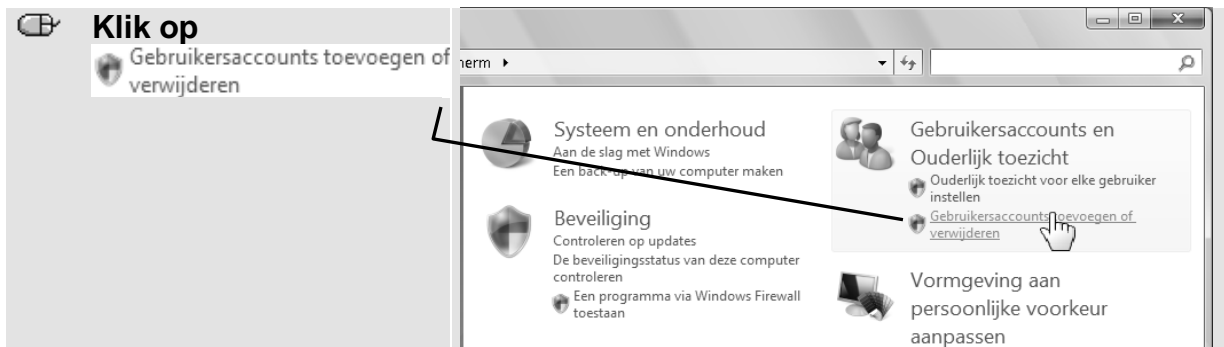 Klik op
Gebruikersaccounts toevoegen of
verwijderen
herm
Systeem en onderhoud
Aan de slag met Windows
Een back-up van uw computer maken
Beveiliging
Controleren op updates
De beveiligingsstatus van deze computer
controleren
Een programma via Windows Firewall
toestaan
Gebruikersaccounts en
Ouderlijk toezicht
Ouderlijk toezicht voor elke gebruiker
instellen
Gebruikersaccounts toevoegen of
verwijderen
Vormgeving aan
persoonlijke voorkeur
aanpassen